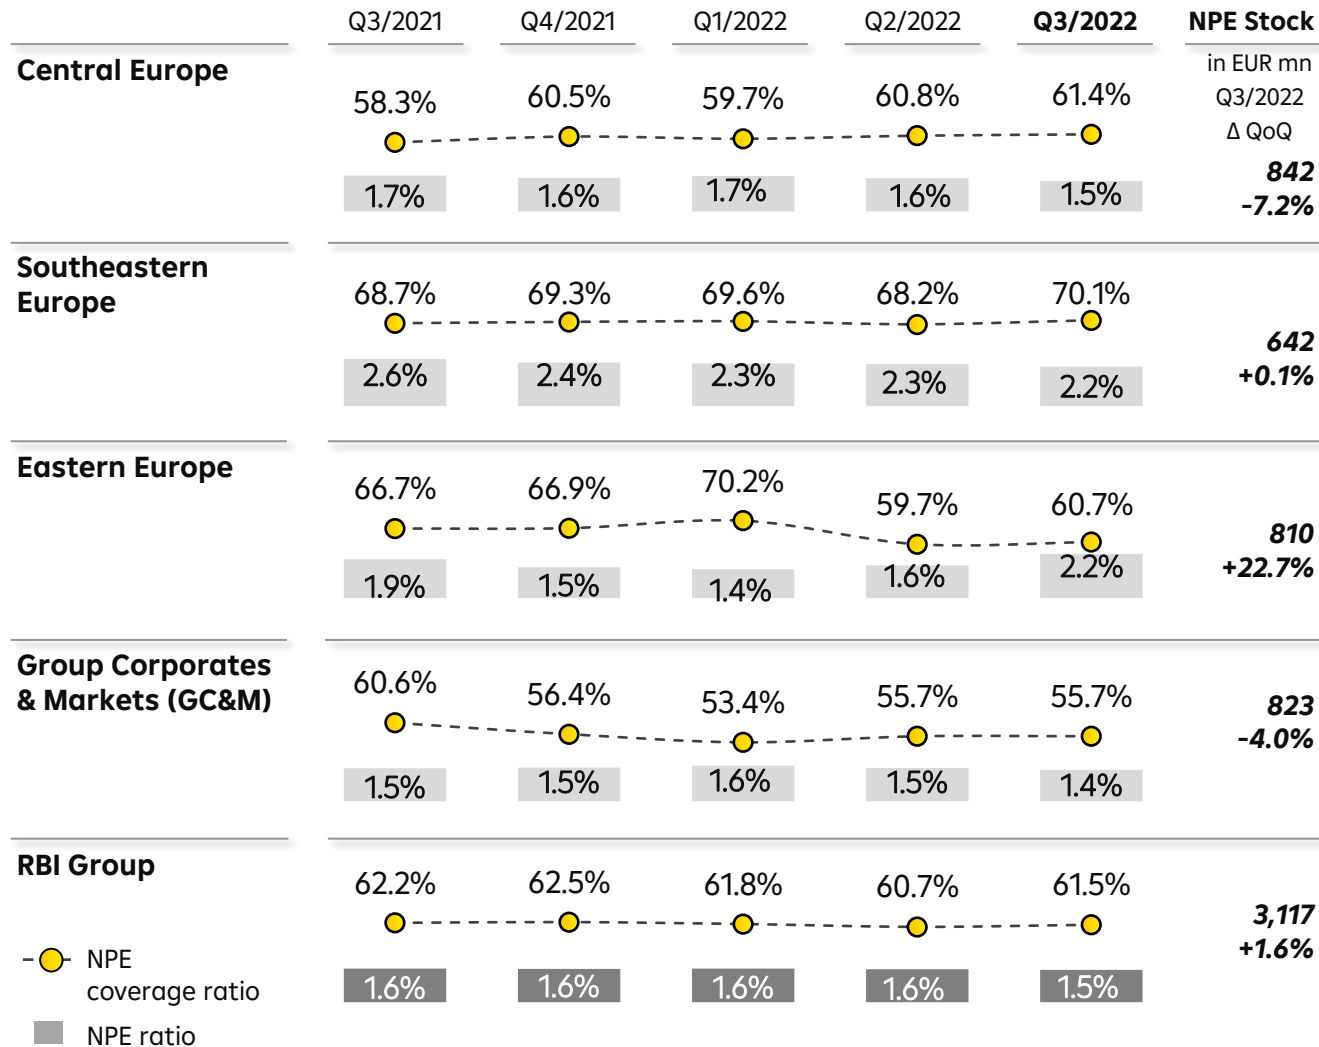 Q3/2021 Q4/2021 Q1/2022 Q2/2022 Q3/2022 NPE Stock
in EUR mn
Q3/2022
Δ QoQ
Central Europe
58.3% 60.5% 59.7% 60.8% 61.4%
1.7% 1.6% 1.7% 1.6% 1.5%
842
-7.2%
Southeastern
Europe
68.7% 69.3% 69.6% 68.2% 70.1%
2.6% 2.4% 2.3% 2.3% 2.2%
642
+0.1%
Eastern Europe
66.7% 66.9% 70.2% 59.7% 60.7%
1.9% 1.5% 1.4% 1.6% 2.2%
810
+22.7%
Group Corporates
& Markets (GC&M)
60.6% 56.4% 53.4% 55.7% 55.7%
1.5% 1.5% 1.6% 1.5% 1.4%
823
-4.0%
RBI Group
62.2% 62.5% 61.8% 60.7% 61.5%
1.6% 1.6% 1.6% 1.6% 1.5%
3,117
+1.6%
NPE
coverage ratio
NPE ratio